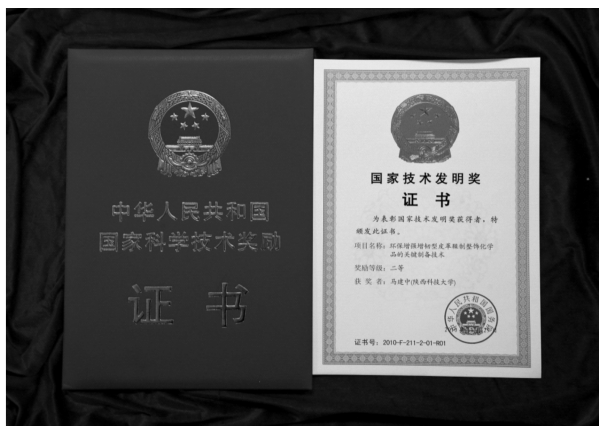 中华人民共和国
国家科学技术奖励
证书
国家技术发明奖
证书
为表彰国家技术发明奖获得者，特
颁发此证书。
项目名称：环保增强增韧型皮革鞣制整饰化学
品的关键制备技术
奖励等级：二等
获奖者：马建中(陕西科技大学)
证书号：2010-F-211-2-01-R01